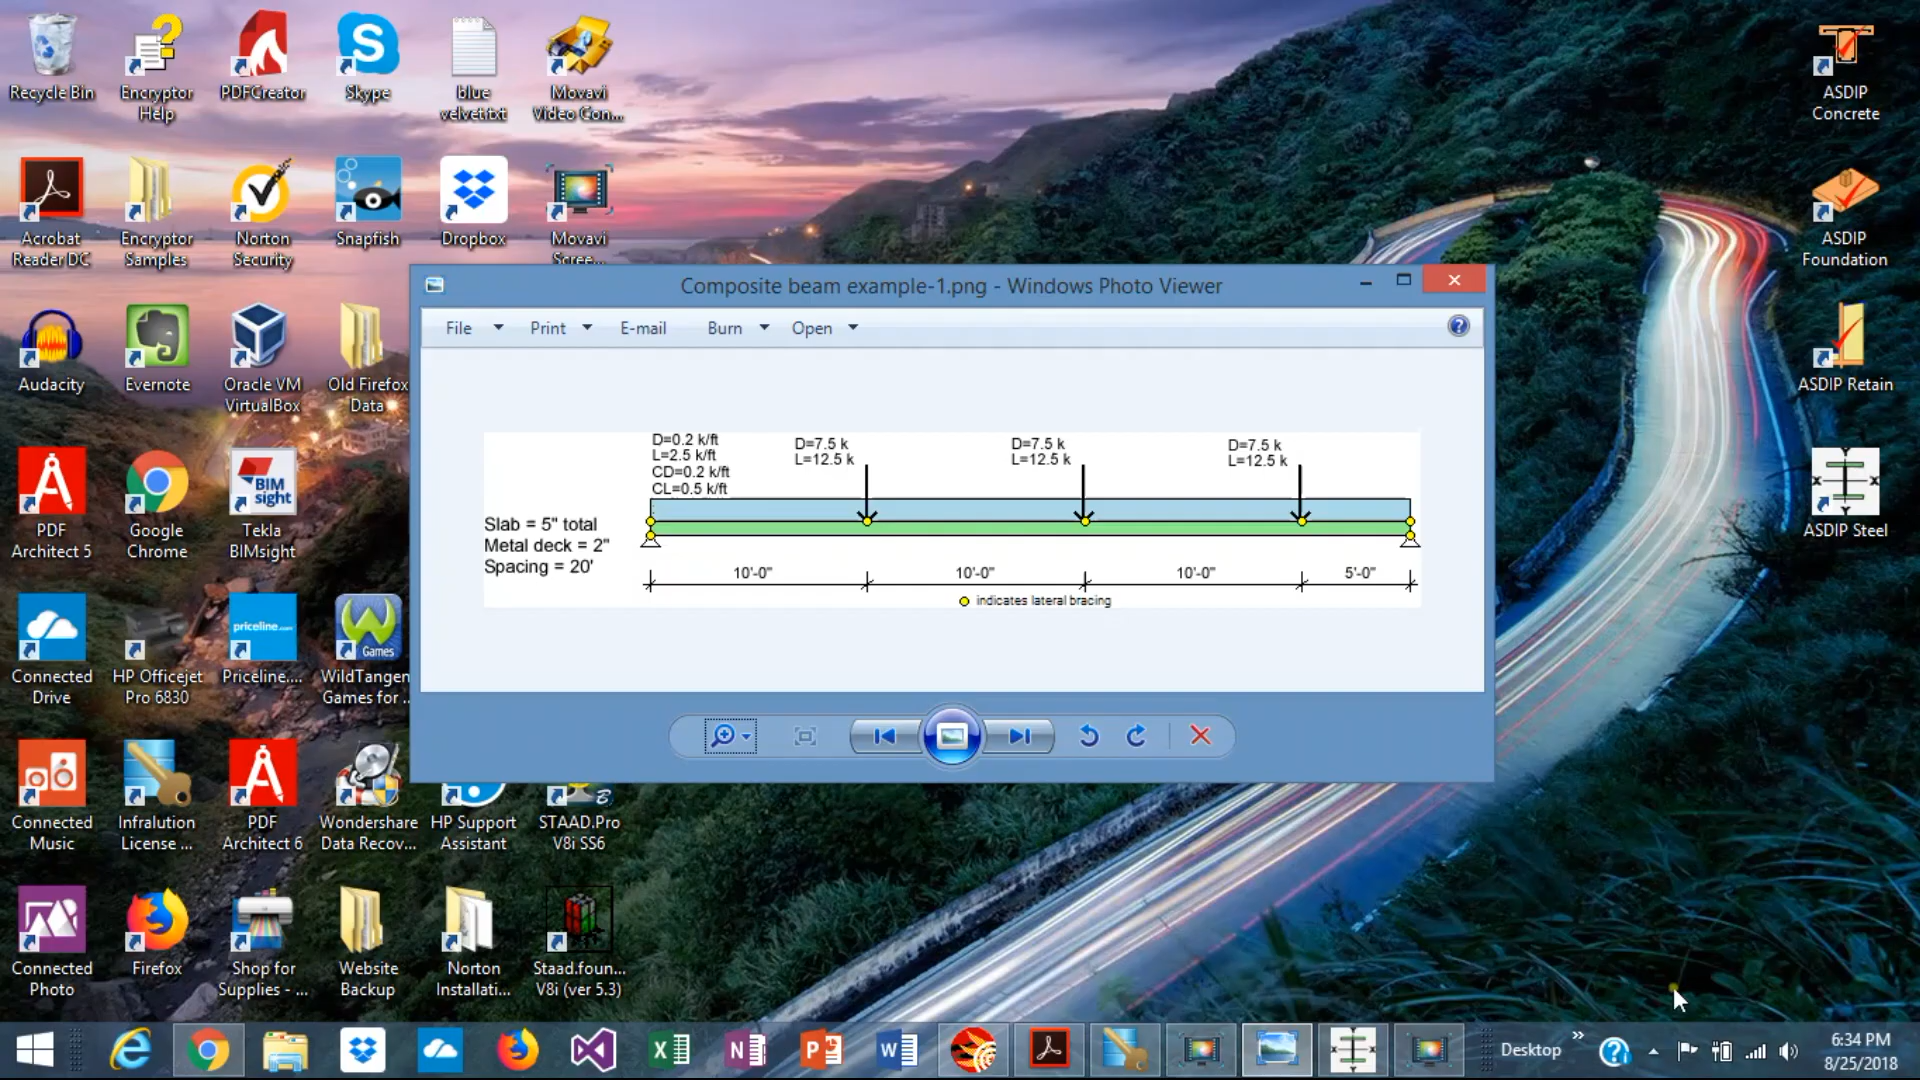 Recycle Bin
Encryptor
Help
PDFCreator
Skype
blue
velvet.txt
Movavi
Video Con...
Acrobat
Reader DC
Encryptor
Samples
Norton
Security
Snapfish
Dropbox
Movavi
Scree...
Audacity
Evernote
Oracle VM
VirtualBox
Old Firefox
Data
PDF
Architect 5
Google
Chrome
BIM
sight
Tekla
BIMsight
Connected
Drive
HP Officejet
Pro 6830
priceline.com
Priceline....
Games
WildTangen
Games for ...
Connected
Music
Infralution
License ...
PDF
Architect 6
Wondershare
Data Recov...
HP Support
Assistant
STAAD.Pro
V8i SS6
Connected
Photo
Firefox
Shop for
Supplies - ...
Website
Backup
Norton
Installati...
Staad.foun...
V8i (ver 5.3)
ASDIP
Concrete
ASDIP
Foundation
ASDIP Retain
ASDIP Steel
Composite beam example-1.png - Windows Photo Viewer
File
Print
E-mail
Burn
Open
D=0.2 k/ft
L=2.5 k/ft
CD=0.2 k/ft
CL=0.5 k/ft
D=7.5 k
L=12.5 k
D=7.5 k
L=12.5 k
D=7.5 k
L=12.5 k
Slab = 5" total
Metal deck = 2"
Spacing = 20'
10'-0"
10'-0"
10'-0"
5'-0"
indicates lateral bracing
Desktop
6:34 PM
8/25/2018